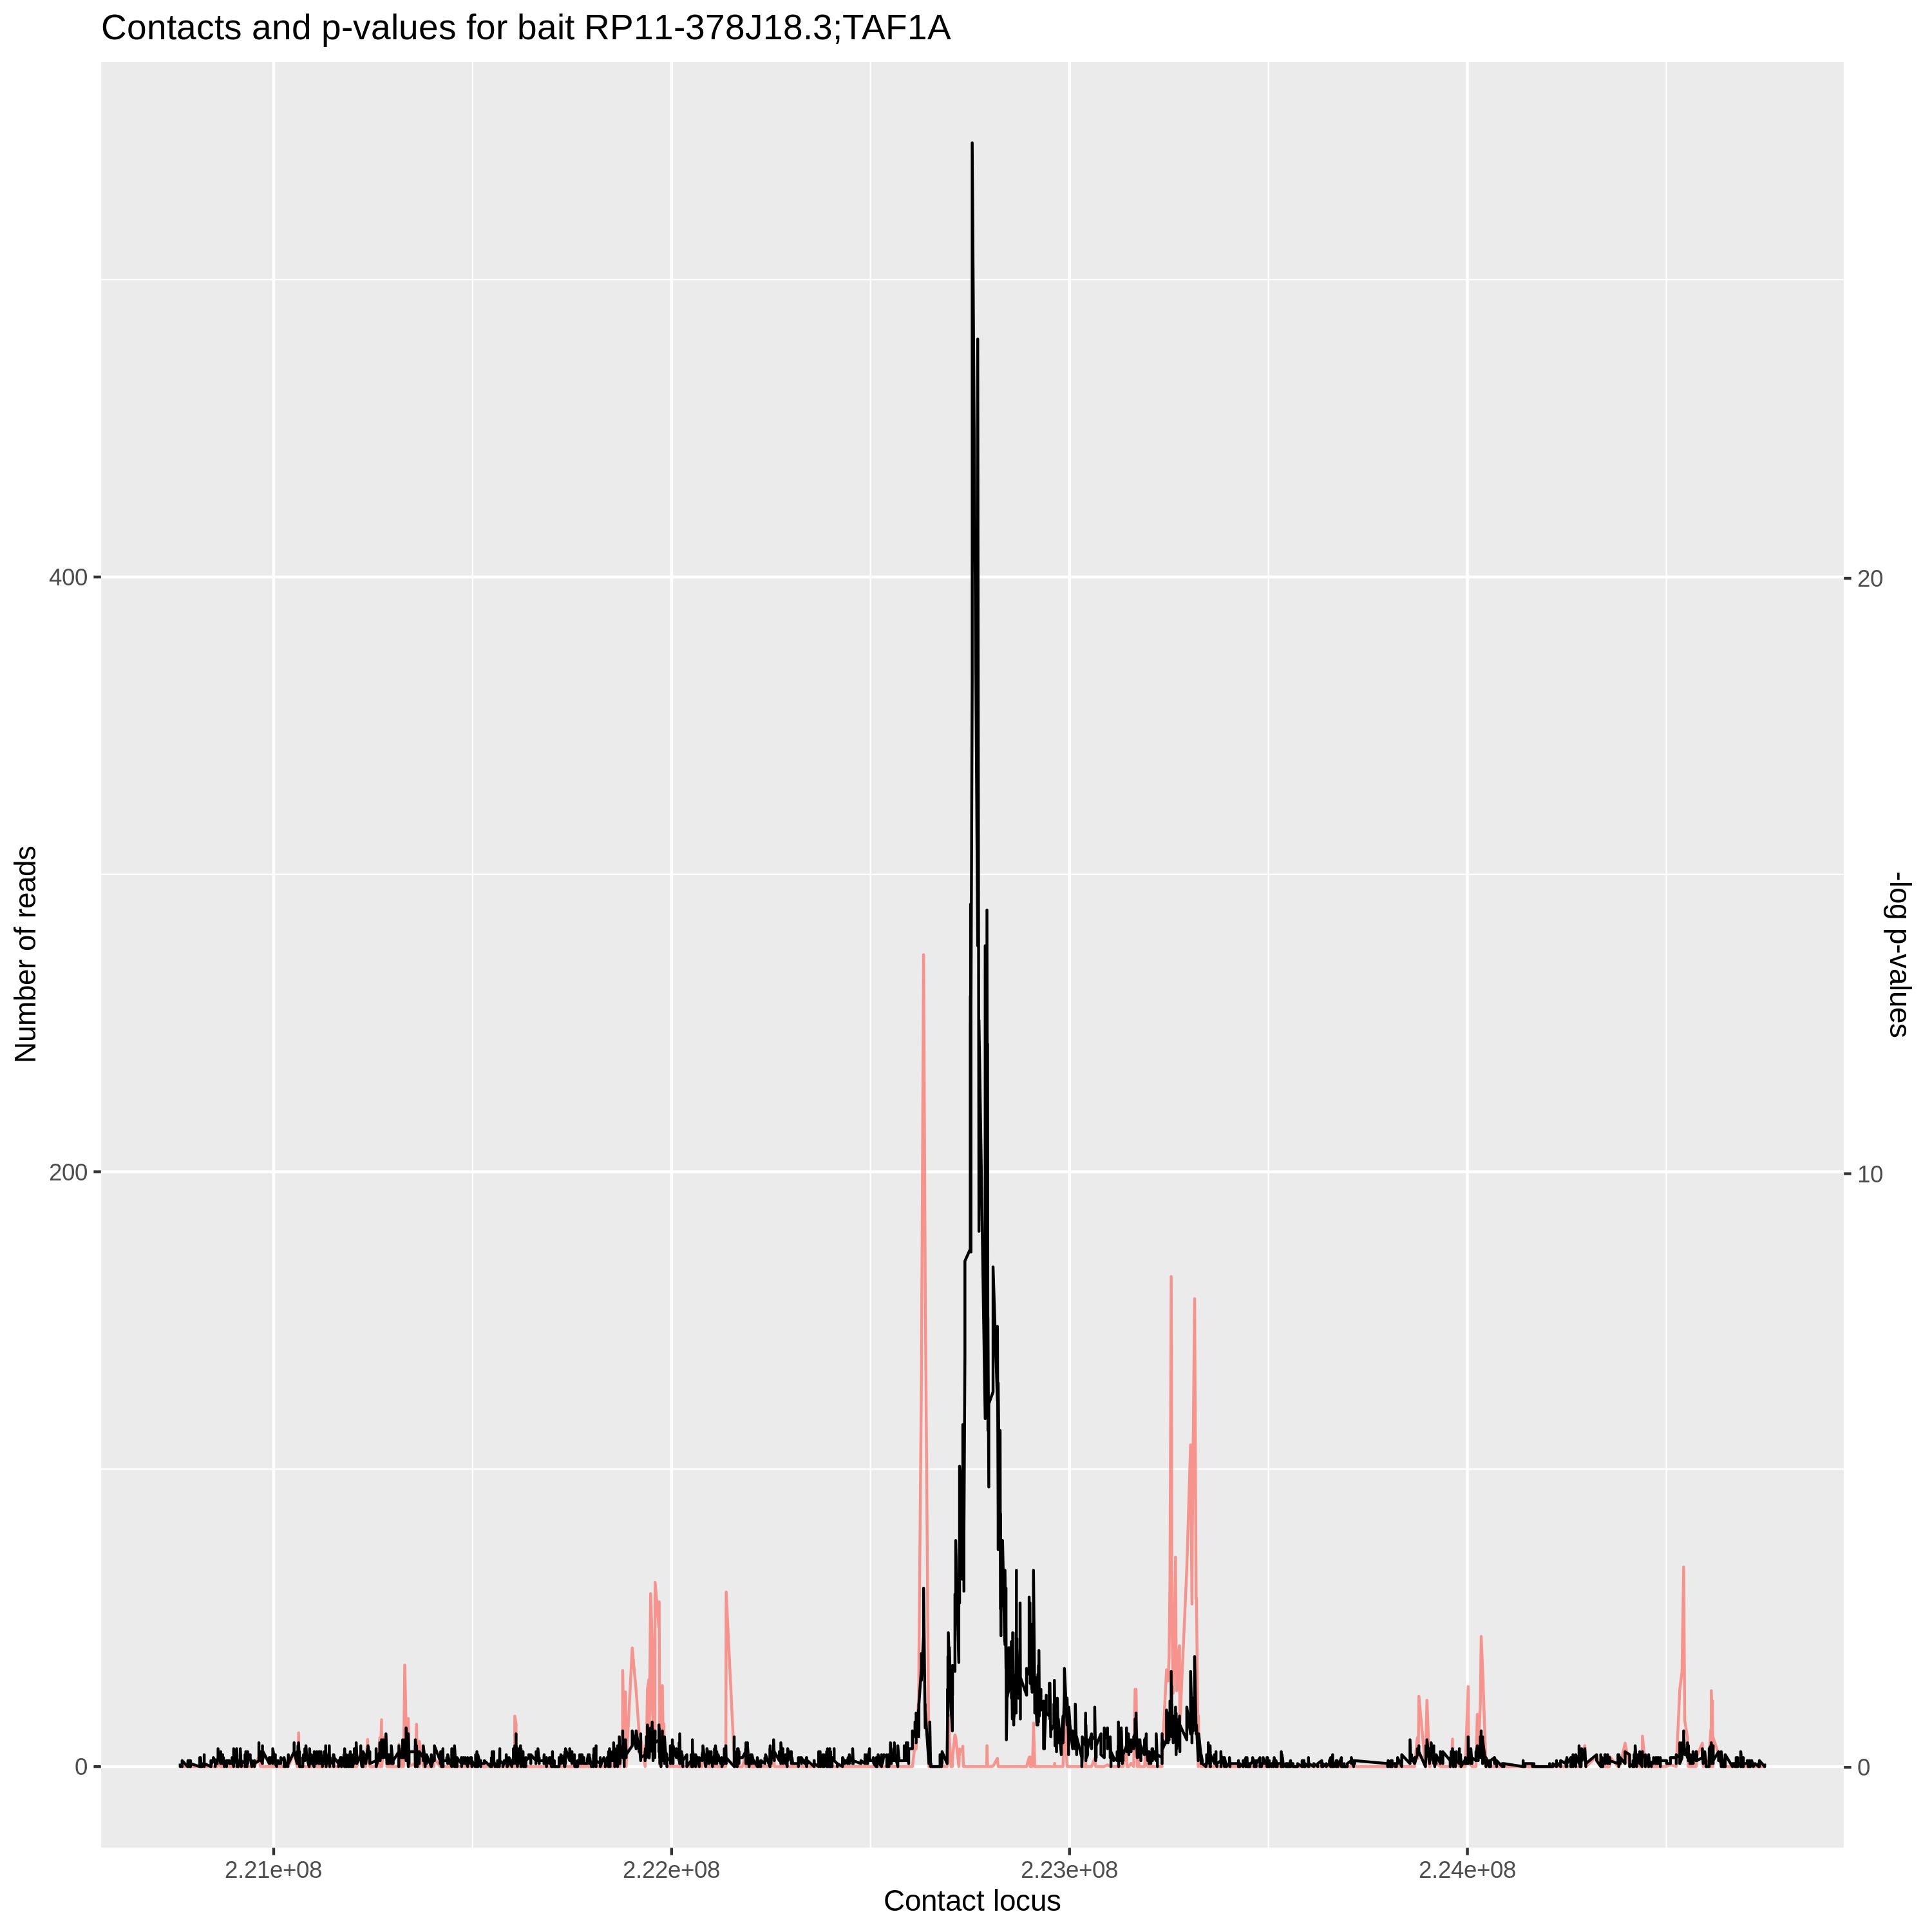 Contacts and p-values for bait RP11-378J18.3;TAF1A
Number of reads
400
200
0
20
10
0
-log p-values
2.21e+08
2.22e+08
2.23e+08
2.24e+08
Contact locus